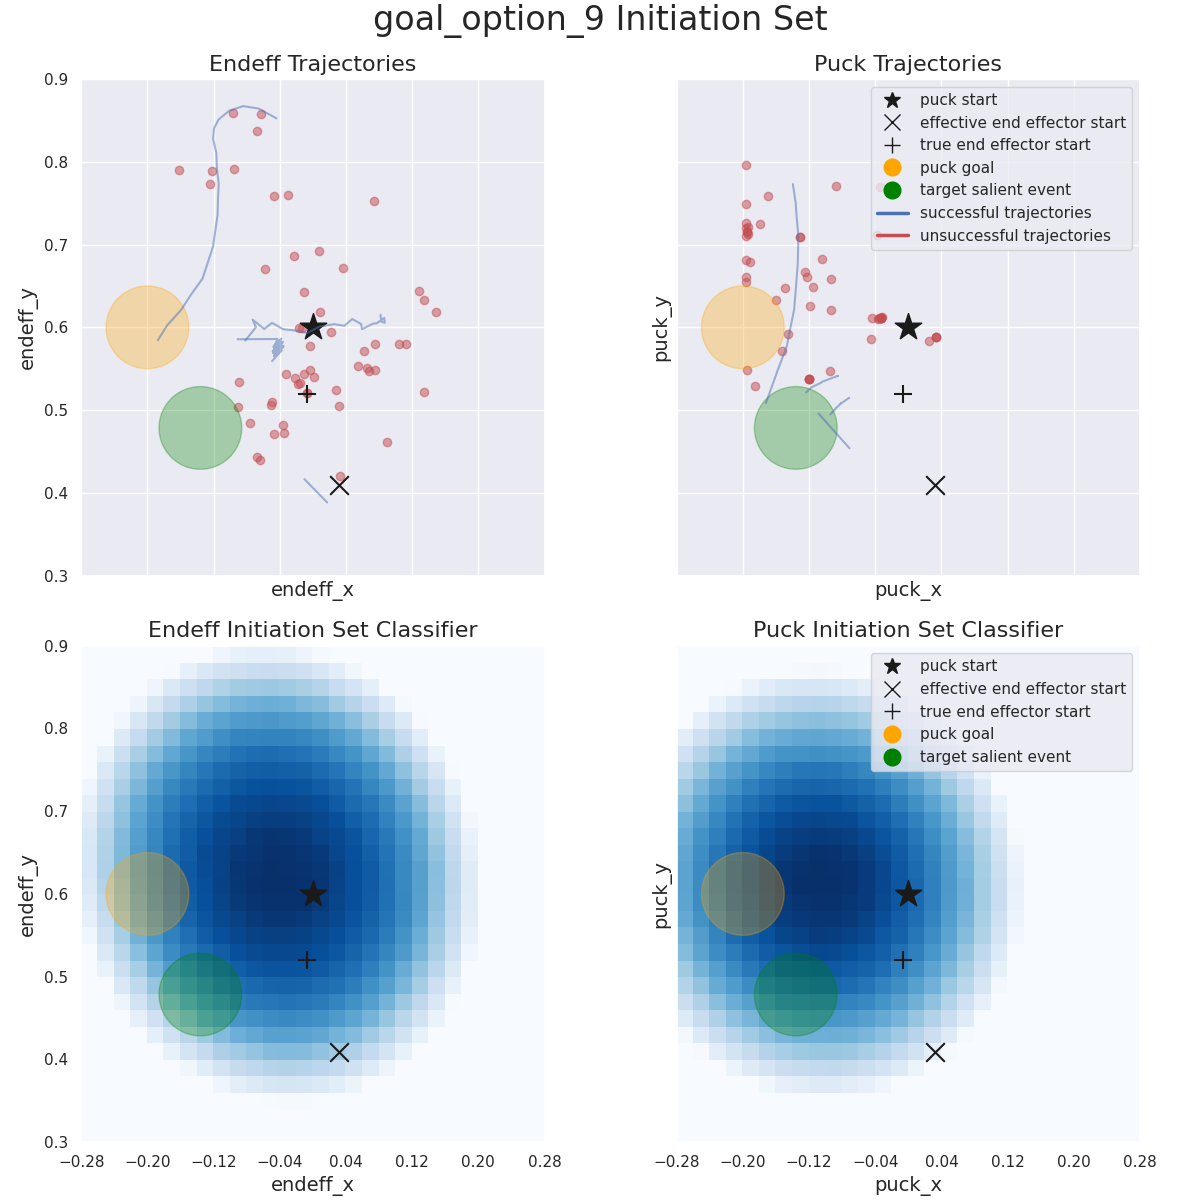 goal_option_9 Initiation Set
Endeff Trajectories
endeff_y
0.9
0.8
0.7
0.6
0.5
0.4
0.3
endeff_x
Puck Trajectories
puck start
effective end effector start
true end effector start
puck goal
target salient event
successful trajectories
unsuccessful trajectories
puck_y
puck_x
Endeff Initiation Set Classifier
endeff_y
0.9
0.8
0.7
0.6
0.5
0.4
0.3
−0.28 −0.20 −0.12 −0.04 0.04 0.12 0.20 0.28
endeff_x
Puck Initiation Set Classifier
puck start
effective end effector start
true end effector start
puck goal
target salient event
puck_y
−0.28 −0.20 −0.12 −0.04 0.04 0.12 0.20 0.28
puck_x